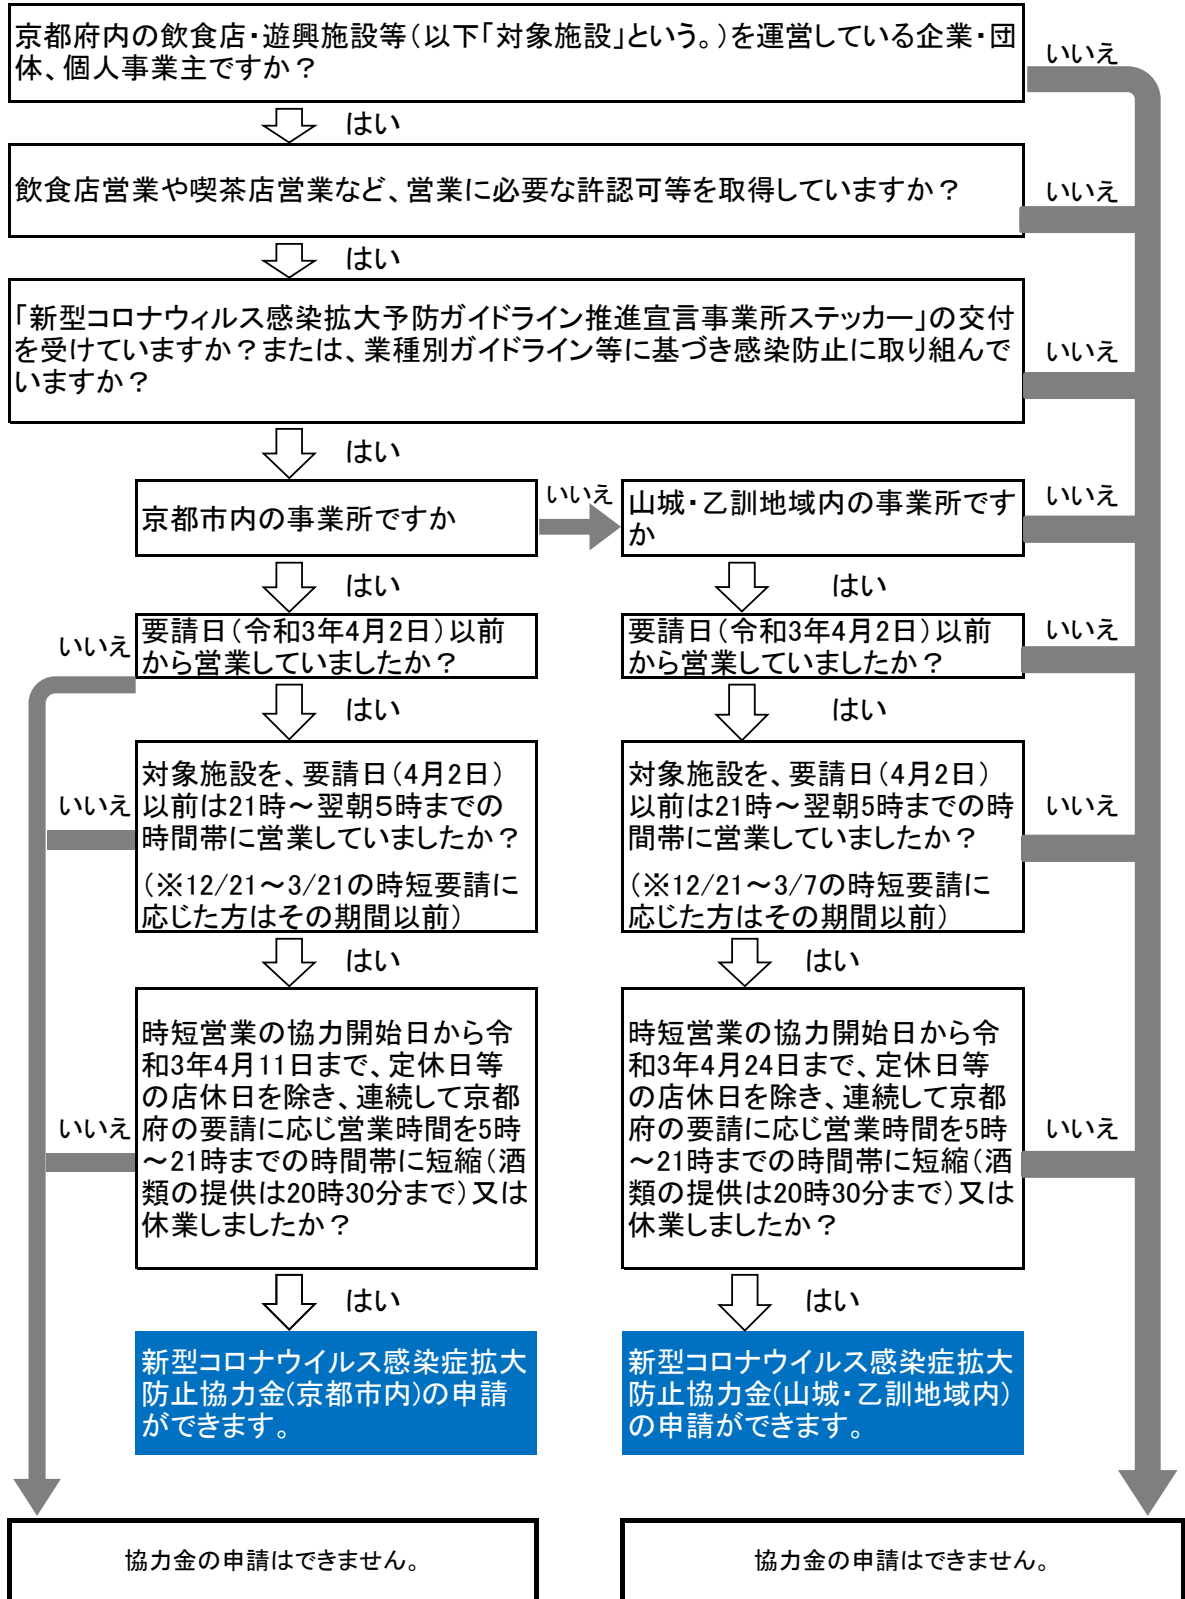 京都府内の飲食店・遊興施設等（以下「対象施設」という。）を運営している企業・団
体、個人事業主ですか？
いいえ
はい
飲食店営業や喫茶店営業など、営業に必要な許認可等を取得していますか？
いいえ
はい
「新型コロナウィルス感染拡大予防ガイドライン推進宣言事業所ステッカー」の交付
を受けていますか？または、業種別ガイドライン等に基づき感染防止に取り組んで
いますか？
いいえ
はい
京都市内の事業所ですか
いいえ
山城・乙訓地域内の事業所です
か
いいえ
はい
はい
いいえ
要請日（令和3年4月2日）以前
から営業していましたか？
要請日（令和3年4月2日）以前
から営業していましたか？
いいえ
はい
はい
いいえ
対象施設を、要請日（4月2日）
以前は21時～翌朝５時までの
時間帯に営業していましたか？
（※12/21～3/21の時短要請に
応じた方はその期間以前）
対象施設を、要請日（4月2日）
以前は21時～翌朝5時までの時
間帯に営業していましたか？
（※12/21～3/7の時短要請に
応じた方はその期間以前）
いいえ
はい
はい
いいえ
時短営業の協力開始日から令
和3年4月11日まで、定休日等
の店休日を除き、連続して京都
府の要請に応じ営業時間を5時
～21時までの時間帯に短縮（酒
類の提供は20時30分まで）又は
休業しましたか？
時短営業の協力開始日から令
和3年4月24日まで、定休日等
の店休日を除き、連続して京都
府の要請に応じ営業時間を5時
～21時までの時間帯に短縮（酒
類の提供は20時30分まで）又は
休業しましたか？
いいえ
はい
はい
新型コロナウイルス感染症拡大
防止協力金(京都市内)の申請
ができます。
新型コロナウイルス感染症拡大
防止協力金(山城・乙訓地域内)
の申請ができます。
協力金の申請はできません。
協力金の申請はできません。